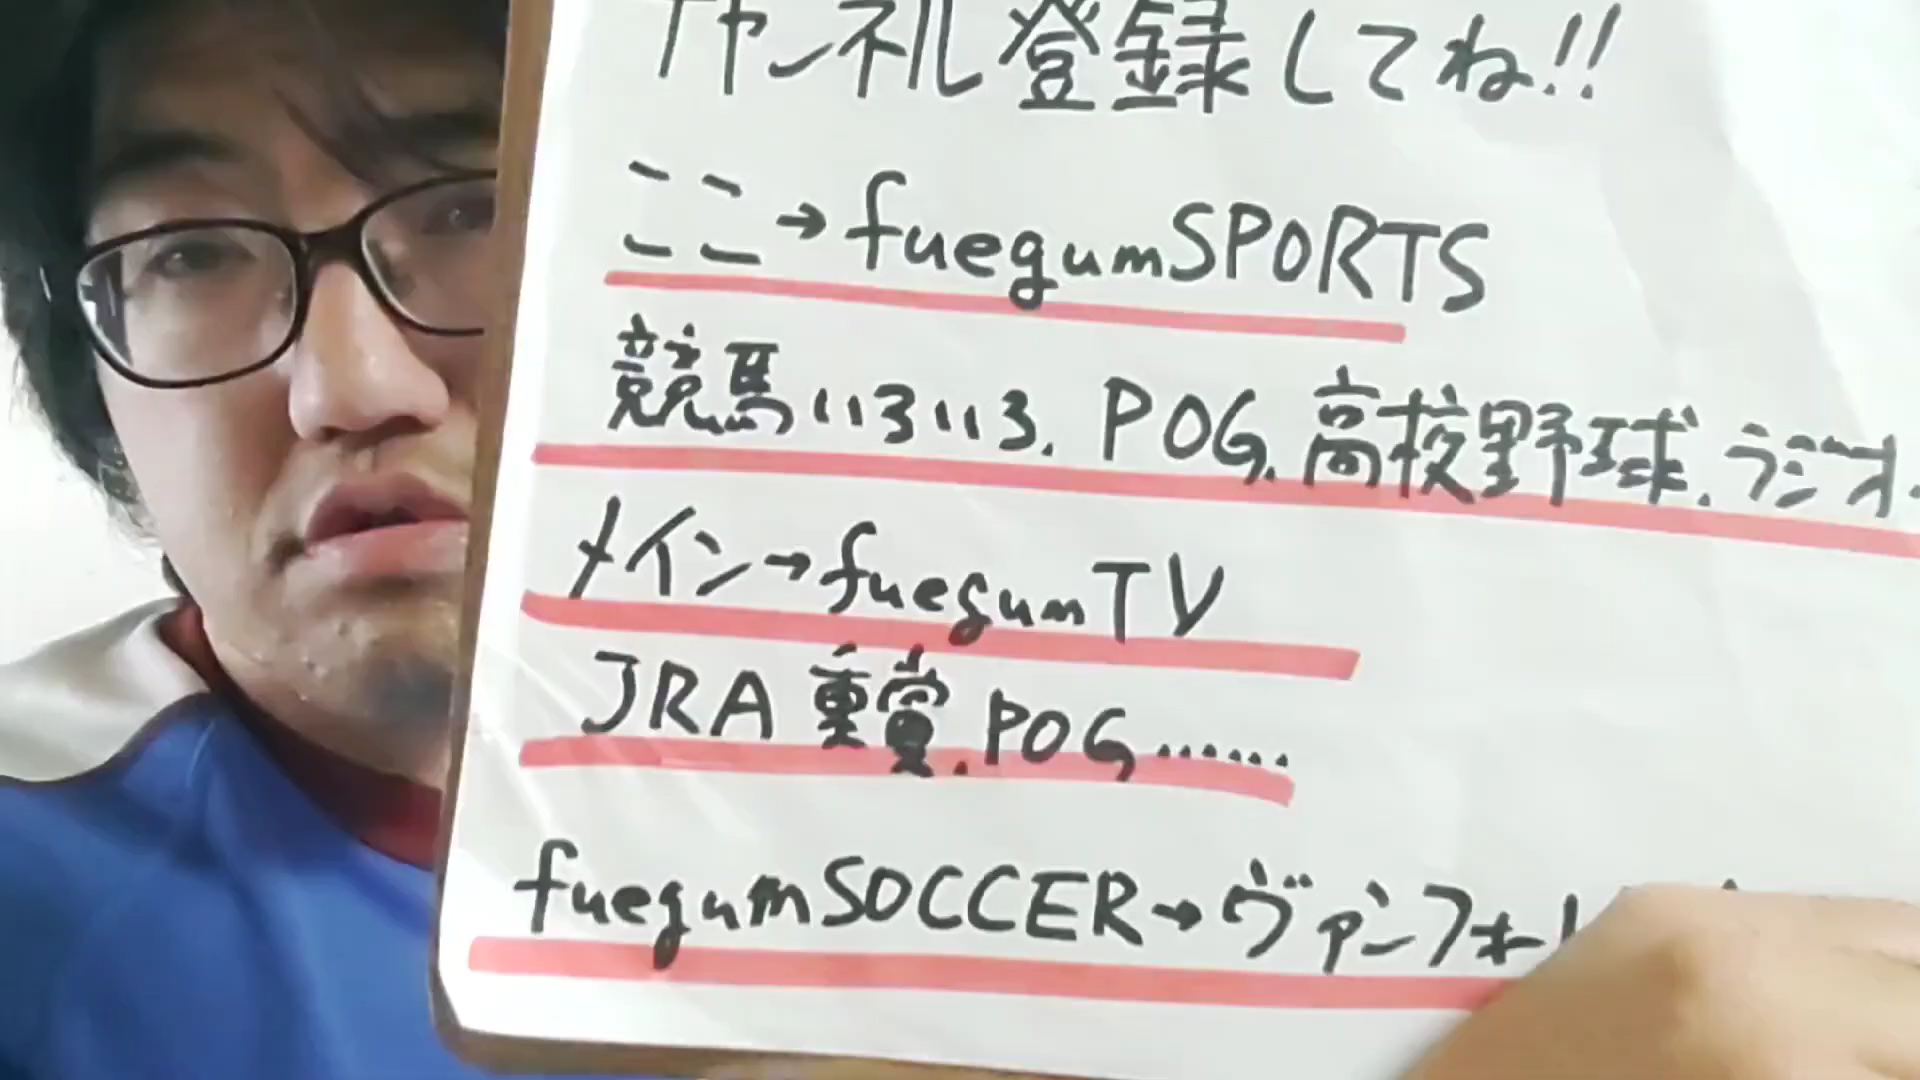 チャンネル登録してね!!
ここ→fuegumSPORTS
競馬いろいろ、POG、高校野球、ラジオ
メイン→fuegumTV
JRA重賞、POG……
fuegumSOCCER→ヴァンフォーレ